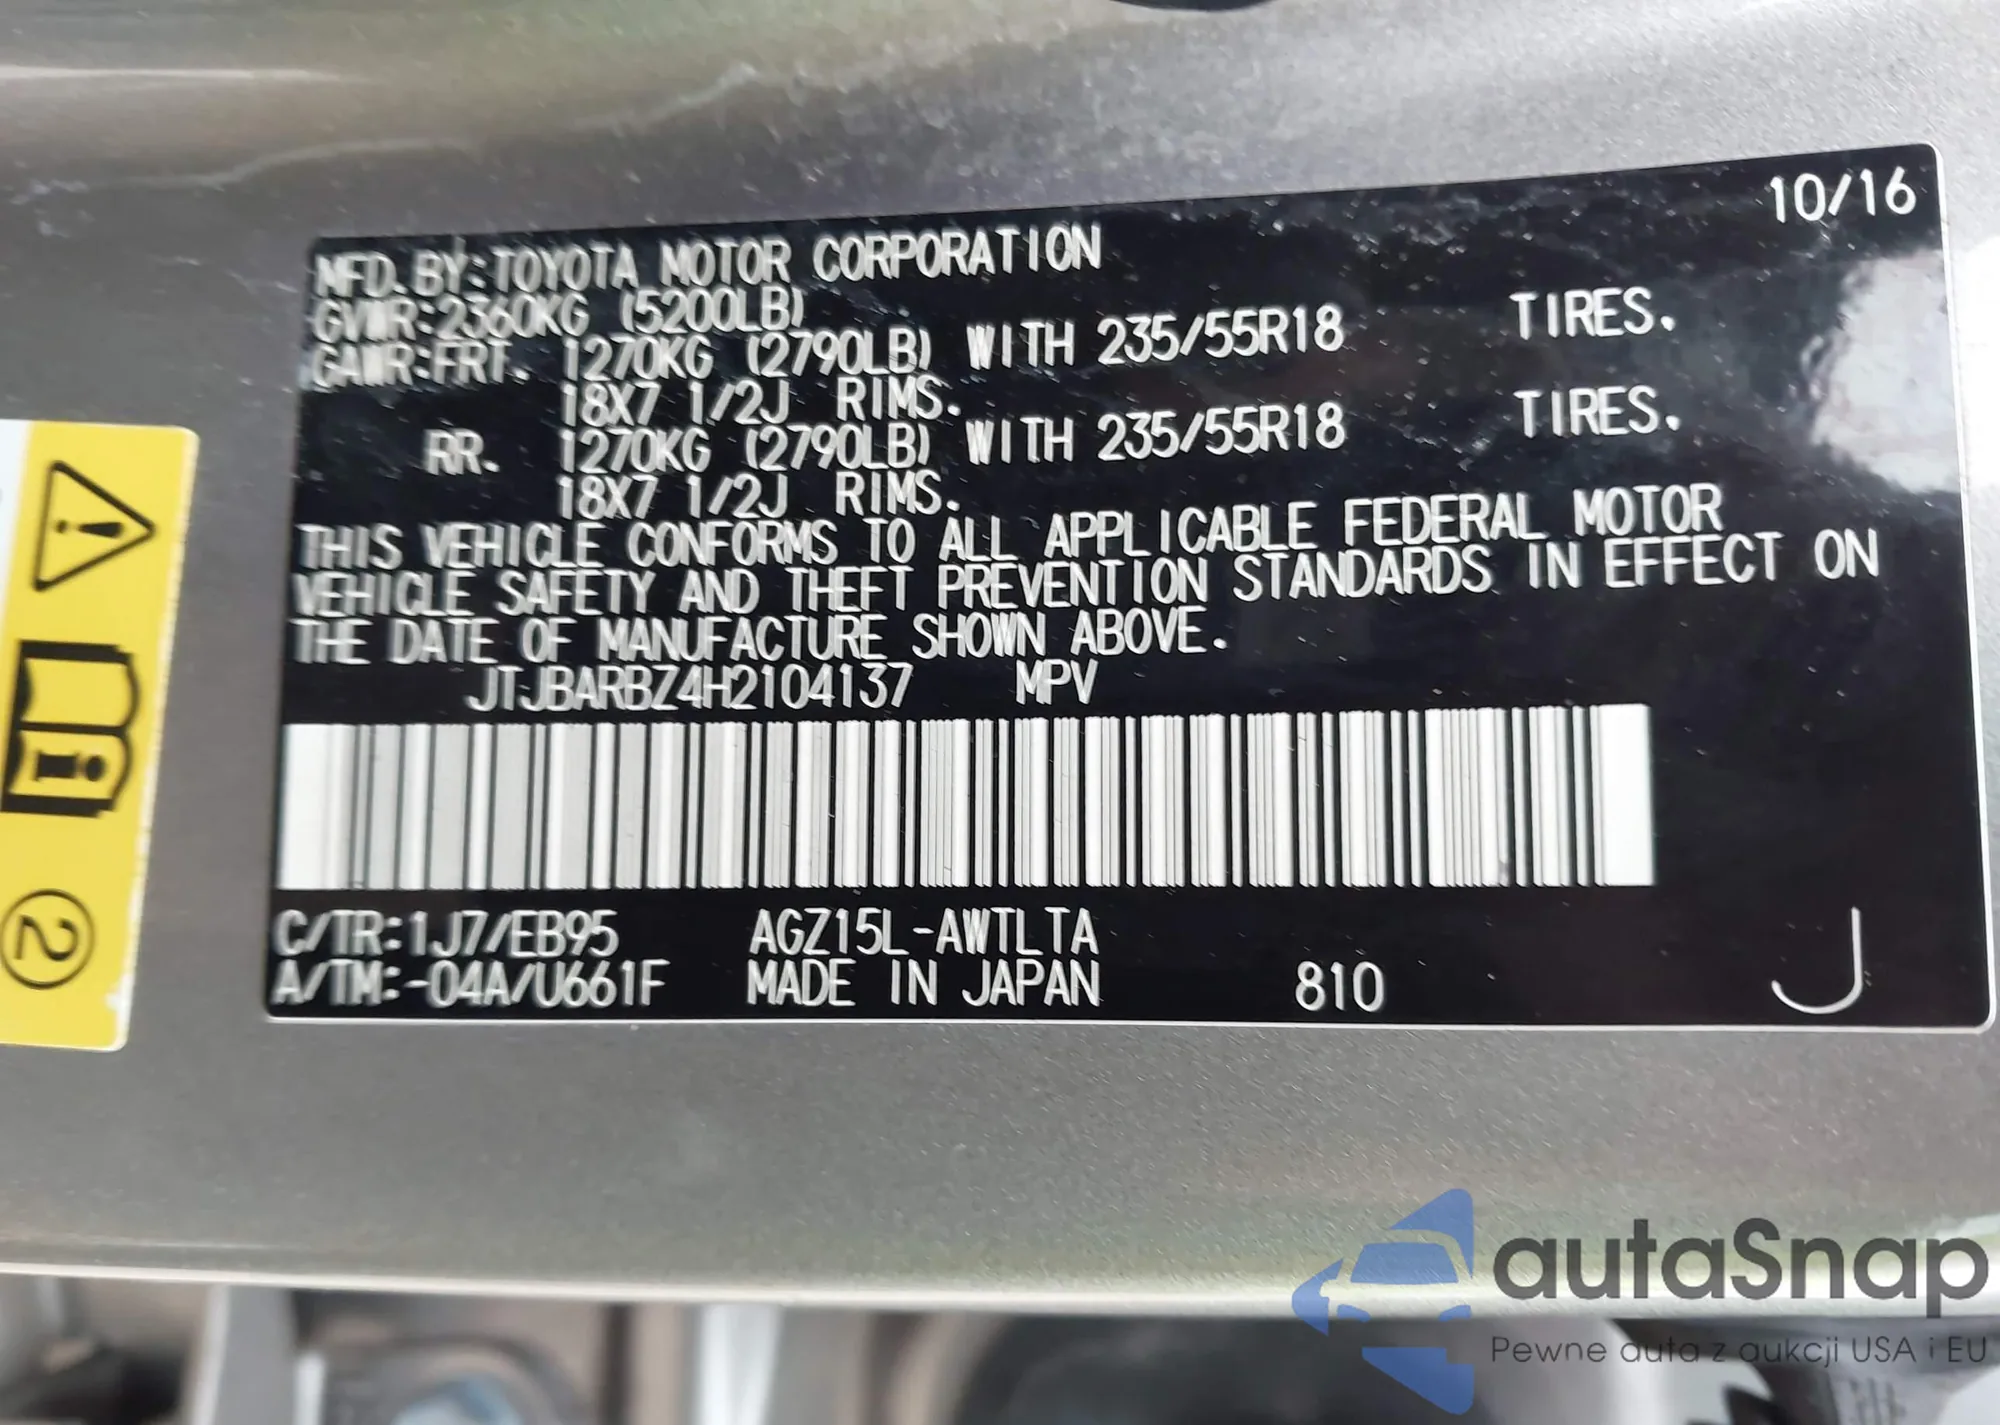 10/16
MFD. BY:TOYOTA MOTOR CORPORATION
GVWR:2360KG (5200LB)
GAWR:FRT. 1270KG (2790LB) WITH 235/55R18 TIRES.
18X7 1/2J RIMS.
RR. 1270KG (2790LB) WITH 235/55R18 TIRES.
18X7 1/2J RIMS.
THIS VEHICLE CONFORMS TO ALL APPLICABLE FEDERAL MOTOR
VEHICLE SAFETY AND THEFT PREVENTION STANDARDS IN EFFECT ON
THE DATE OF MANUFACTURE SHOWN ABOVE.
JTJBARBZ4H2104137 MPV
C/TR:1J7/EB95 AGZ15L-AWTLTA
A/TM:-04A/U661F MADE IN JAPAN 810 J
2
autaSnap
Pewne auta z aukcji USA i EU